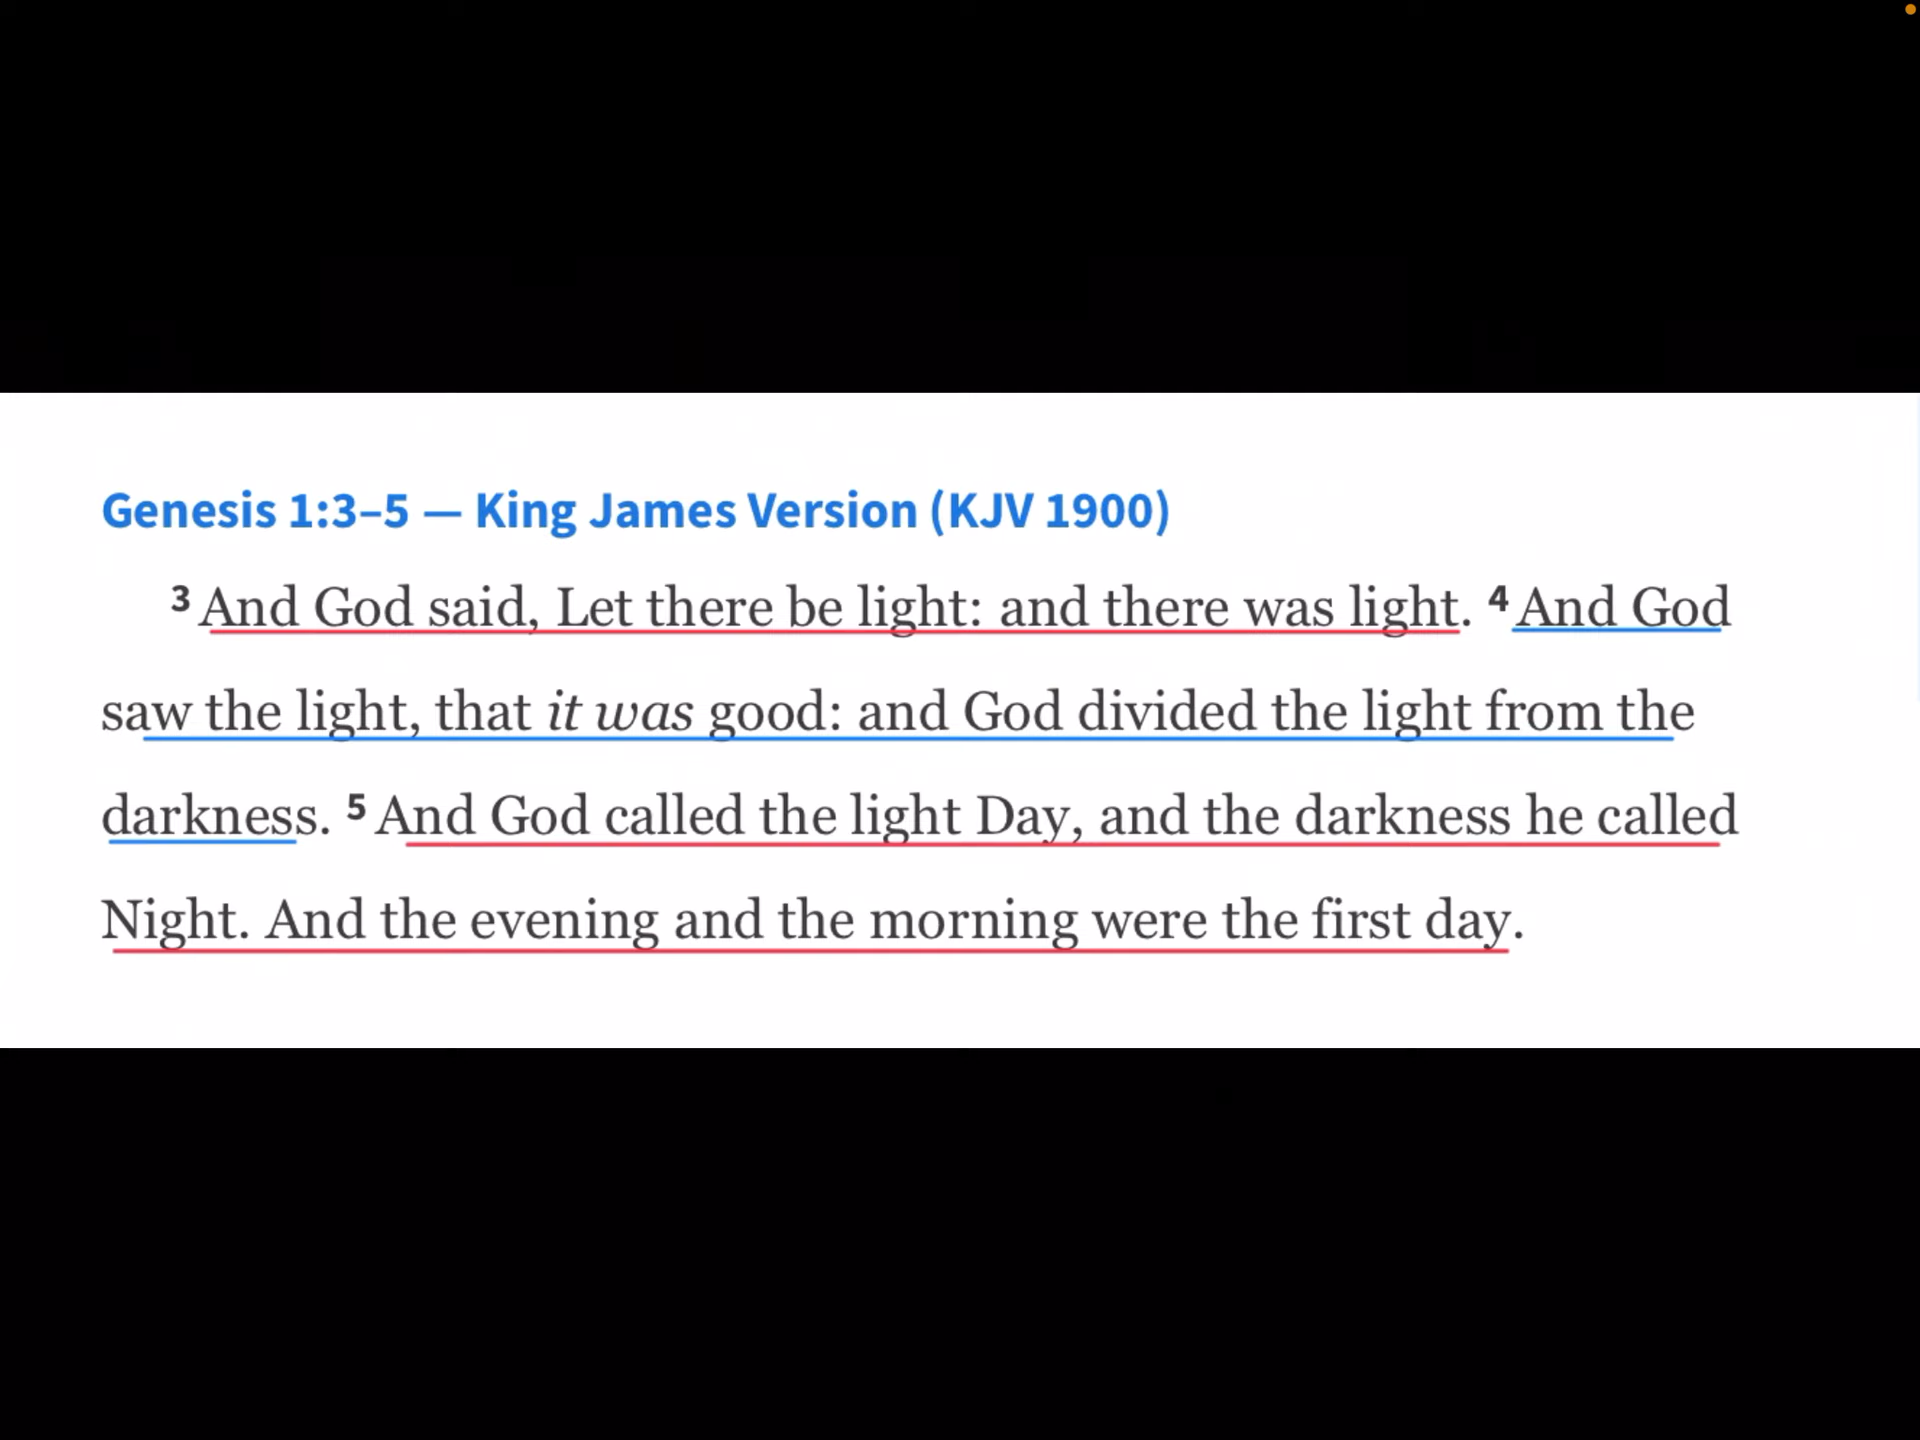 Genesis 1:3–5 — King James Version (KJV 1900)
3 And God said, Let there be light: and there was light. 4 And God
saw the light, that it was good: and God divided the light from the
darkness. 5 And God called the light Day, and the darkness he called
Night. And the evening and the morning were the first day.